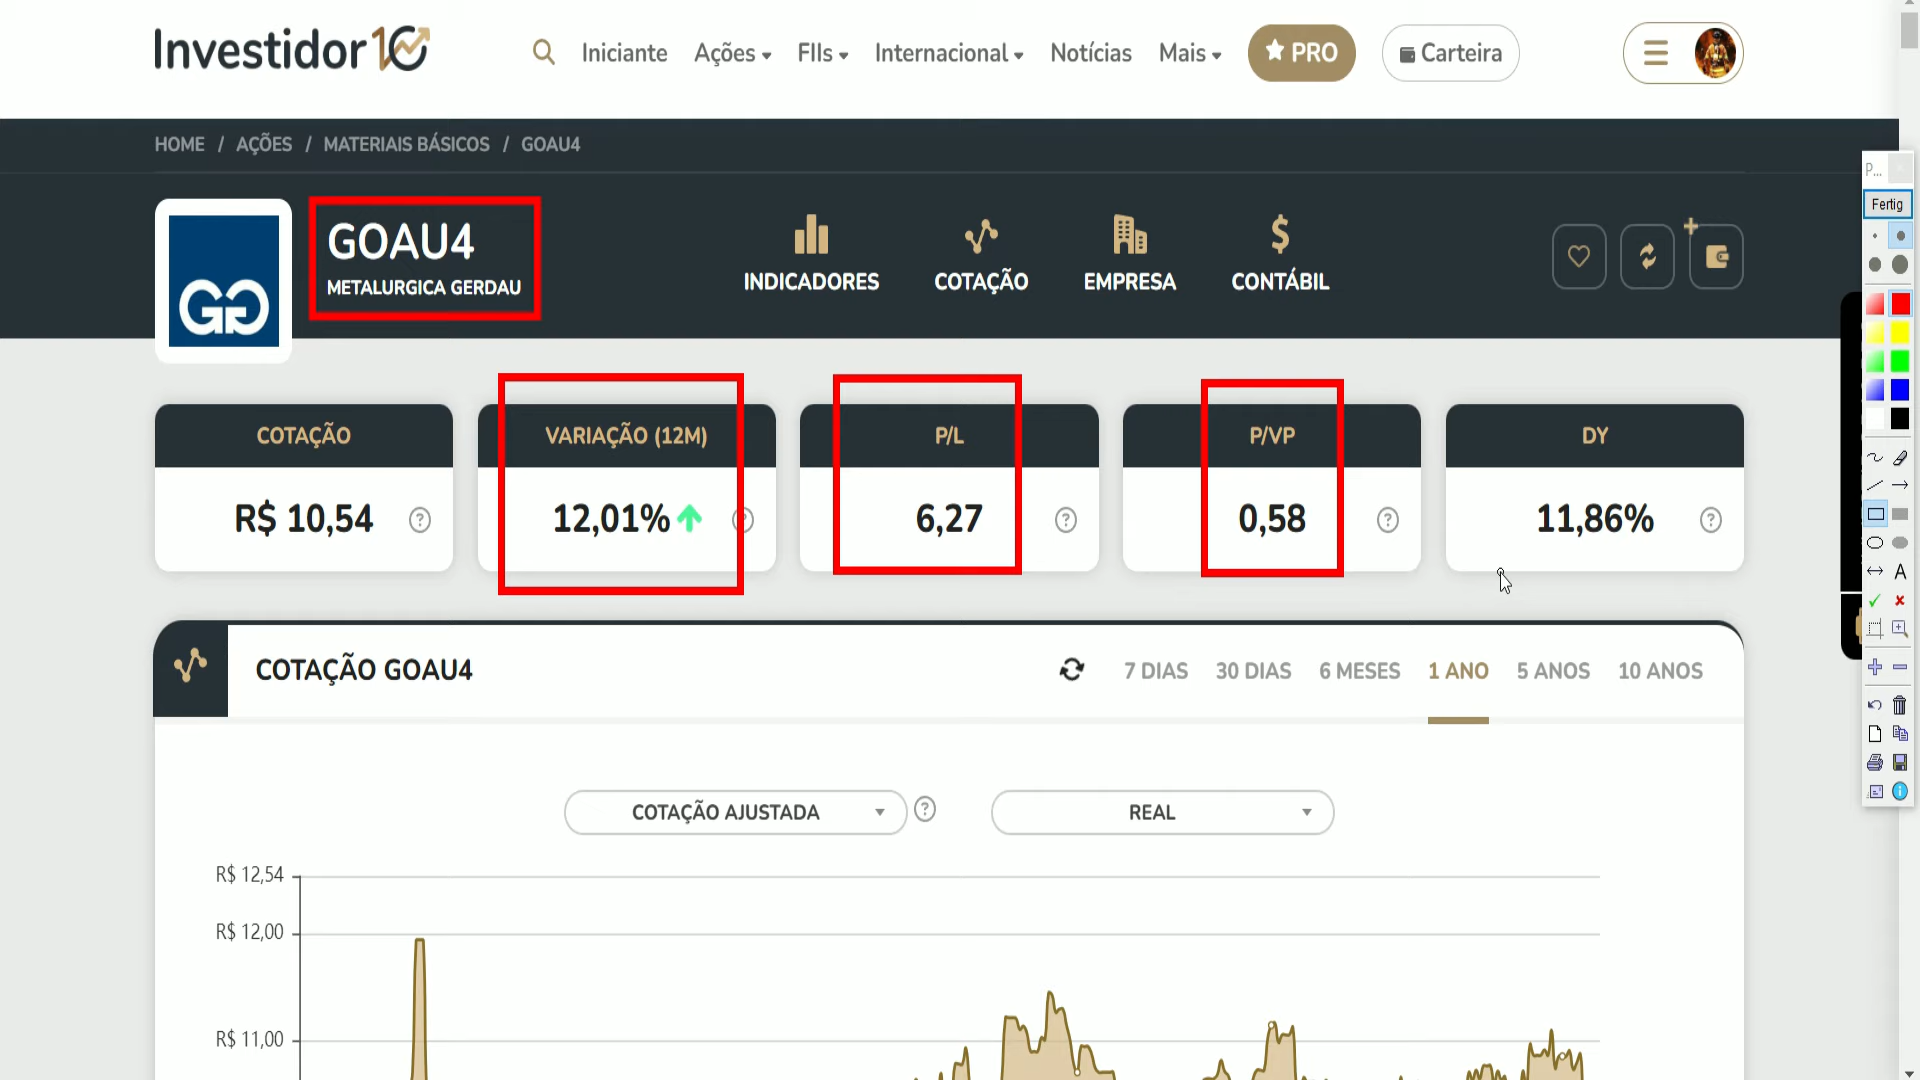 Investidor 10
Iniciante
Ações
FIIs
Internacional
Notícias
Mais
PRO
Carteira
HOME / AÇÕES / MATERIAIS BÁSICOS / GOAU4
P...
Fertig
GOAU4
METALURGICA GERDAU
GG
INDICADORES
COTAÇÃO
EMPRESA
CONTÁBIL
COTAÇÃO
R$ 10,54
?
VARIAÇÃO (12M)
12,01%
?
P/L
6,27
?
P/VP
0,58
?
DY
11,86%
?
A
COTAÇÃO GOAU4
7 DIAS
30 DIAS
6 MESES
1 ANO
5 ANOS
10 ANOS
COTAÇÃO AJUSTADA
?
REAL
R$ 12,54
R$ 12,00
R$ 11,00